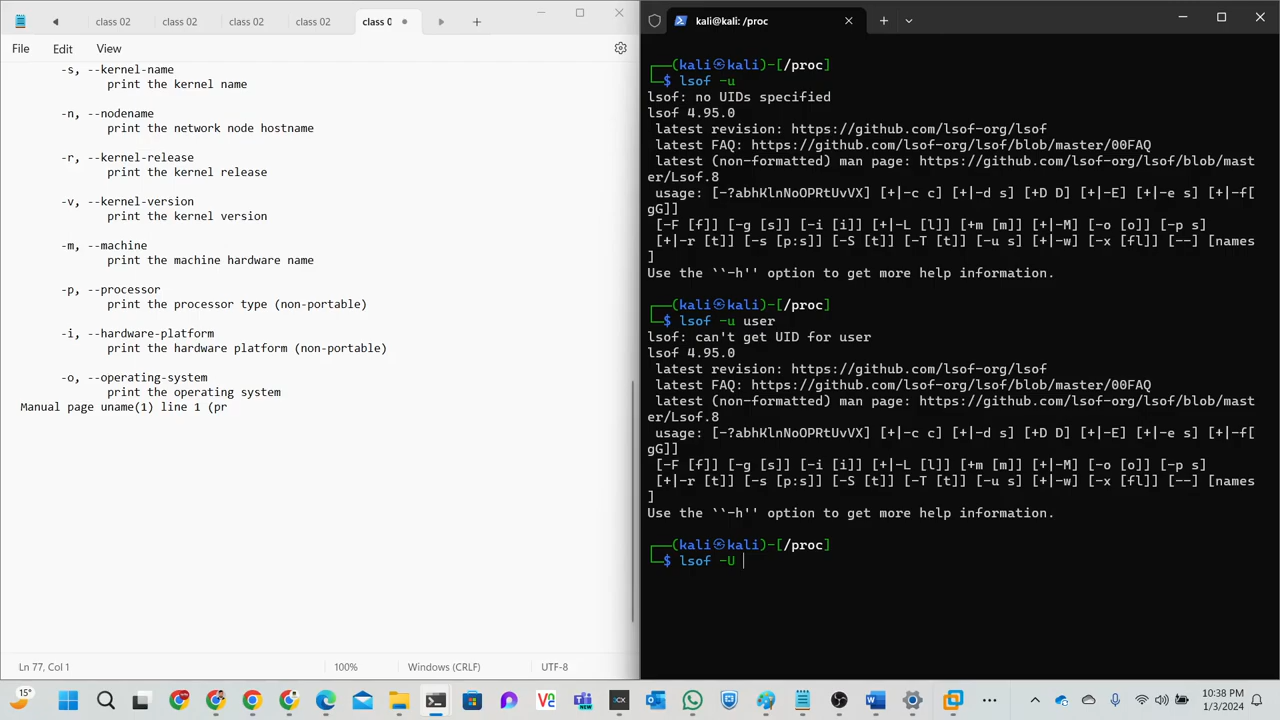 class 02
class 02
class 02
class 02
class 0
File
Edit
View
-s, --kernel-name
print the kernel name
-n, --nodename
print the network node hostname
-r, --kernel-release
print the kernel release
-v, --kernel-version
print the kernel version
-m, --machine
print the machine hardware name
-p, --processor
print the processor type (non-portable)
-i, --hardware-platform
print the hardware platform (non-portable)
-o, --operating-system
print the operating system
Manual page uname(1) line 1 (pr
Ln 77, Col 1
100%
Windows (CRLF)
UTF-8
kali@kali: /proc
┌──(kali㉿kali)-[/proc]
└─$ lsof -u
lsof: no UIDs specified
lsof 4.95.0
latest revision: https://github.com/lsof-org/lsof
latest FAQ: https://github.com/lsof-org/lsof/blob/master/00FAQ
latest (non-formatted) man page: https://github.com/lsof-org/lsof/blob/mast
er/Lsof.8
usage: [-?abhKlnNoOPRtUvVX] [+|-c c] [+|-d s] [+D D] [+|-E] [+|-e s] [+|-f[
gG]]
[-F [f]] [-g [s]] [-i [i]] [+|-L [l]] [+m [m]] [+|-M] [-o [o]] [-p s]
[+|-r [t]] [-s [p:s]] [-S [t]] [-T [t]] [-u s] [+|-w] [-x [fl]] [--] [names
]
Use the ``-h'' option to get more help information.
┌──(kali㉿kali)-[/proc]
└─$ lsof -u user
lsof: can't get UID for user
lsof 4.95.0
latest revision: https://github.com/lsof-org/lsof
latest FAQ: https://github.com/lsof-org/lsof/blob/master/00FAQ
latest (non-formatted) man page: https://github.com/lsof-org/lsof/blob/mast
er/Lsof.8
usage: [-?abhKlnNoOPRtUvVX] [+|-c c] [+|-d s] [+D D] [+|-E] [+|-e s] [+|-f[
gG]]
[-F [f]] [-g [s]] [-i [i]] [+|-L [l]] [+m [m]] [+|-M] [-o [o]] [-p s]
[+|-r [t]] [-s [p:s]] [-S [t]] [-T [t]] [-u s] [+|-w] [-x [fl]] [--] [names
]
Use the ``-h'' option to get more help information.
┌──(kali㉿kali)-[/proc]
└─$ lsof -U
15°
10:38 PM
1/3/2024